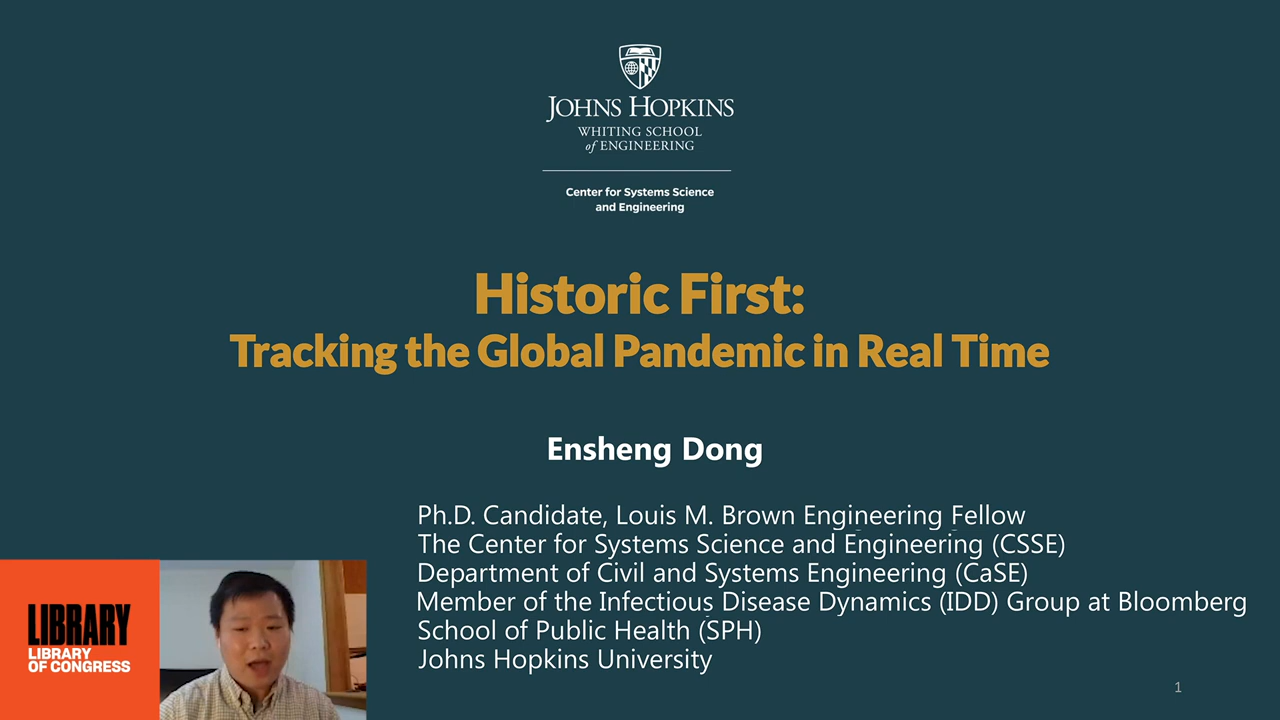 JOHNS HOPKINS
WHITING SCHOOL
of ENGINEERING
Center for Systems Science
and Engineering
Historic First:
Tracking the Global Pandemic in Real Time
Ensheng Dong
Ph.D. Candidate, Louis M. Brown Engineering Fellow
The Center for Systems Science and Engineering (CSSE)
Department of Civil and Systems Engineering (CaSE)
Member of the Infectious Disease Dynamics (IDD) Group at Bloomberg
School of Public Health (SPH)
Johns Hopkins University
LIBRARY
LIBRARY
OF CONGRESS
1